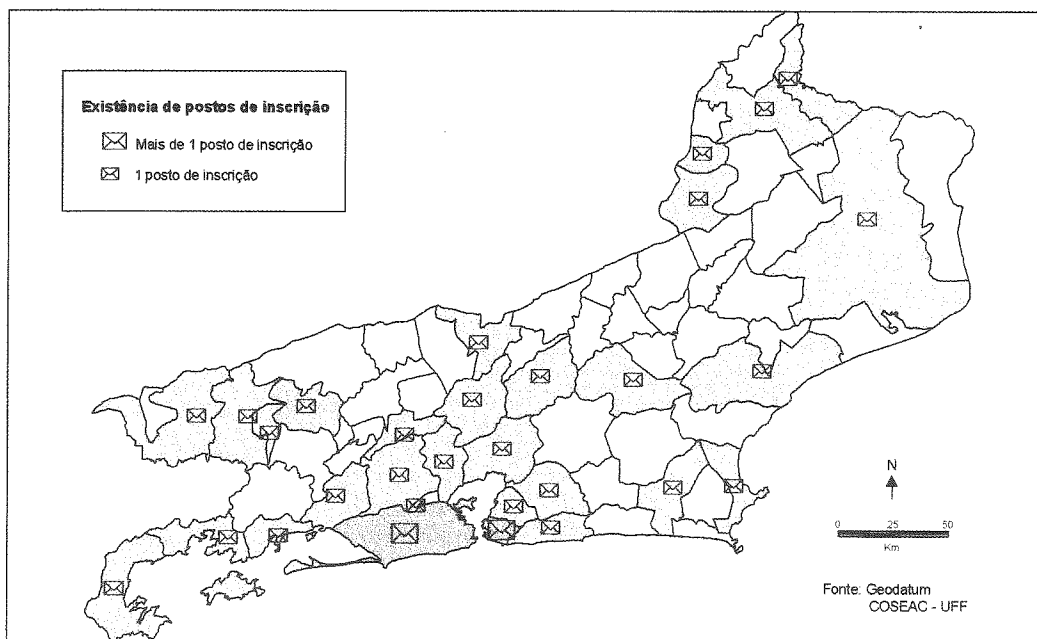 Existência de postos de inscrição
Mais de 1 posto de inscrição
1 posto de inscrição
N
0 25 50
Km
Fonte: Geodatum
COSEAC - UFF